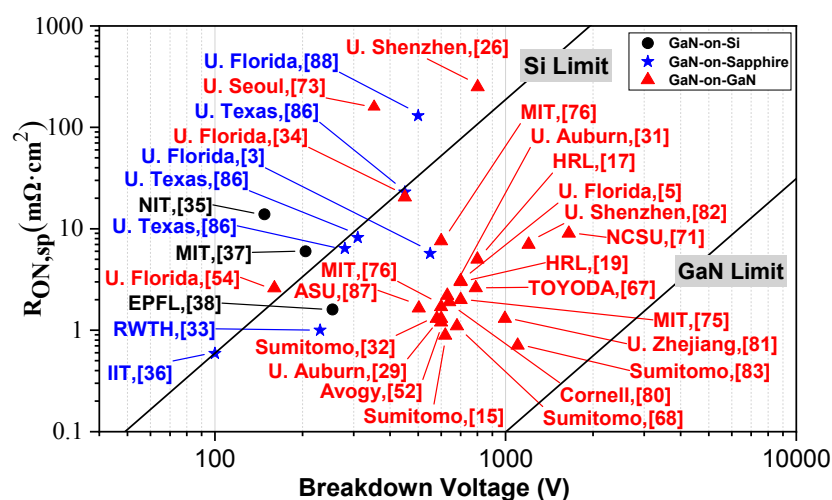 1000
100
10
1
0.1
R_ON,sp(mΩ·cm²)
100
1000
10000
Breakdown Voltage (V)
GaN-on-Si
GaN-on-Sapphire
GaN-on-GaN
Si Limit
GaN Limit
U. Shenzhen,[26]
U. Florida,[88]
U. Seoul,[73]
U. Texas,[86]
U. Florida,[34]
U. Florida,[3]
U. Texas,[86]
NIT,[35]
U. Texas,[86]
MIT,[37]
U. Florida,[54]
MIT,[76]
ASU,[87]
EPFL,[38]
RWTH,[33]
IIT,[36]
Sumitomo,[32]
U. Auburn,[29]
Avogy,[52]
Sumitomo,[15]
MIT,[76]
U. Auburn,[31]
HRL,[17]
U. Florida,[5]
U. Shenzhen,[82]
NCSU,[71]
HRL,[19]
TOYODA,[67]
MIT,[75]
U. Zhejiang,[81]
Sumitomo,[83]
Cornell,[80]
Sumitomo,[68]